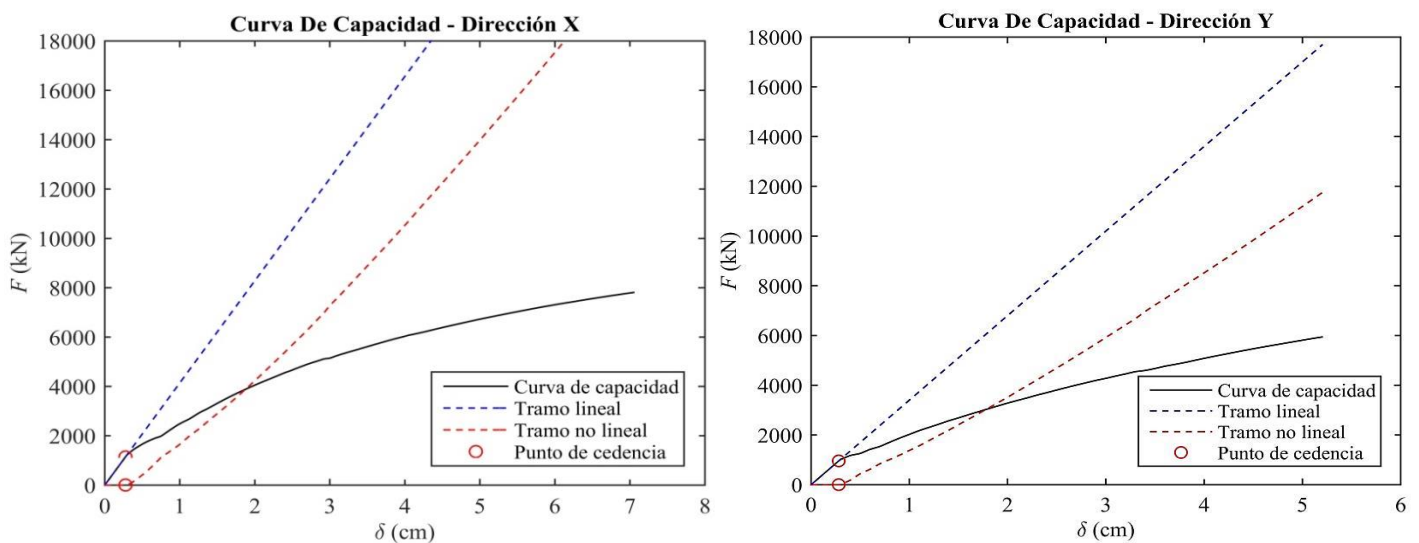 Curva De Capacidad - Dirección X
18000
16000
14000
12000
10000
8000
6000
4000
2000
0
F (kN)
0 1 2 3 4 5 6 7 8
δ (cm)
Curva de capacidad
Tramo lineal
Tramo no lineal
Punto de cedencia
Curva De Capacidad - Dirección Y
18000
16000
14000
12000
10000
8000
6000
4000
2000
0
F (kN)
0 1 2 3 4 5 6
δ (cm)
Curva de capacidad
Tramo lineal
Tramo no lineal
Punto de cedencia